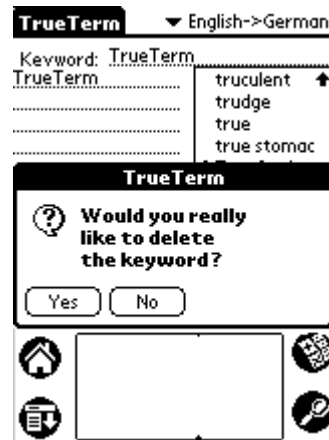 TrueTerm English->German
Keyword: TrueTerm
TrueTerm
truculent
trudge
true
true stomac
TrueTerm
Would you really
like to delete
the keyword?
Yes No